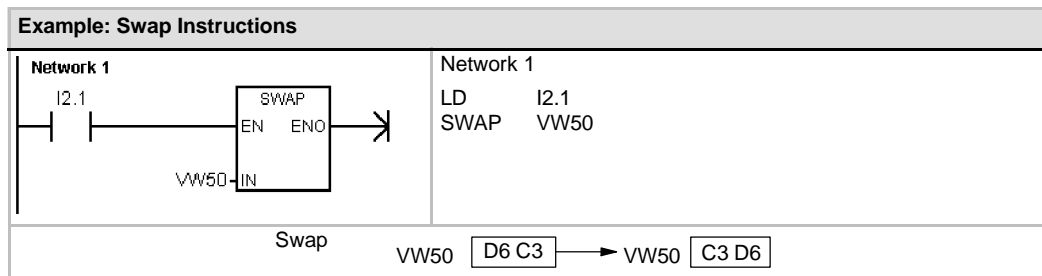 Example: Swap Instructions
Network 1
I2.1
SWAP
EN ENO
VW50 IN
Network 1
LD I2.1
SWAP VW50
Swap VW50 D6 C3 VW50 C3 D6